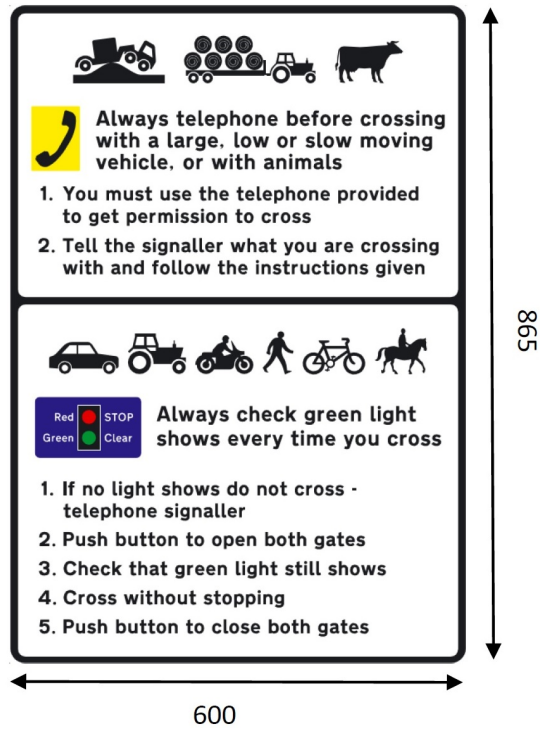 Always telephone before crossing
with a large, low or slow moving
vehicle, or with animals
1. You must use the telephone provided
to get permission to cross
2. Tell the signaller what you are crossing
with and follow the instructions given
Red STOP
Green Clear
Always check green light
shows every time you cross
1. If no light shows do not cross -
telephone signaller
2. Push button to open both gates
3. Check that green light still shows
4. Cross without stopping
5. Push button to close both gates
865
600